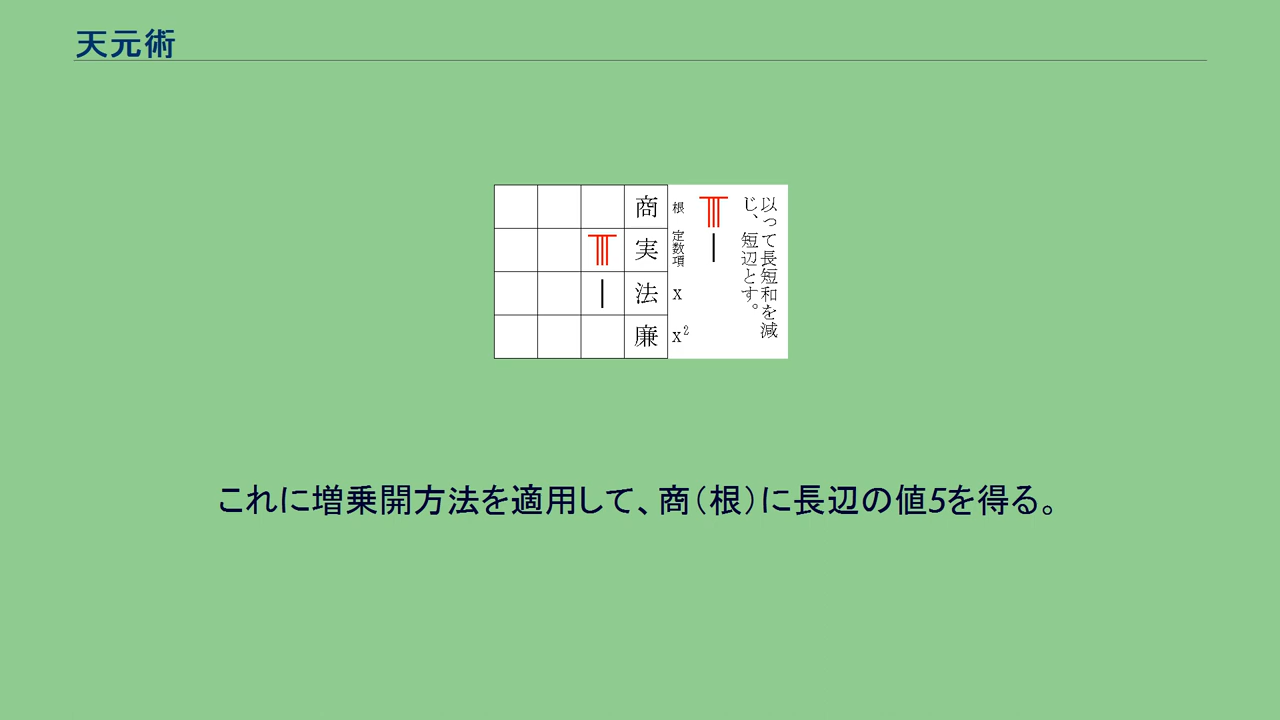 天元術
商
実
法
廉
根
定数項
x
x²
以って長短和を減
じ、短辺とす。
これに増乗開方法を適用して、商（根）に長辺の値5を得る。